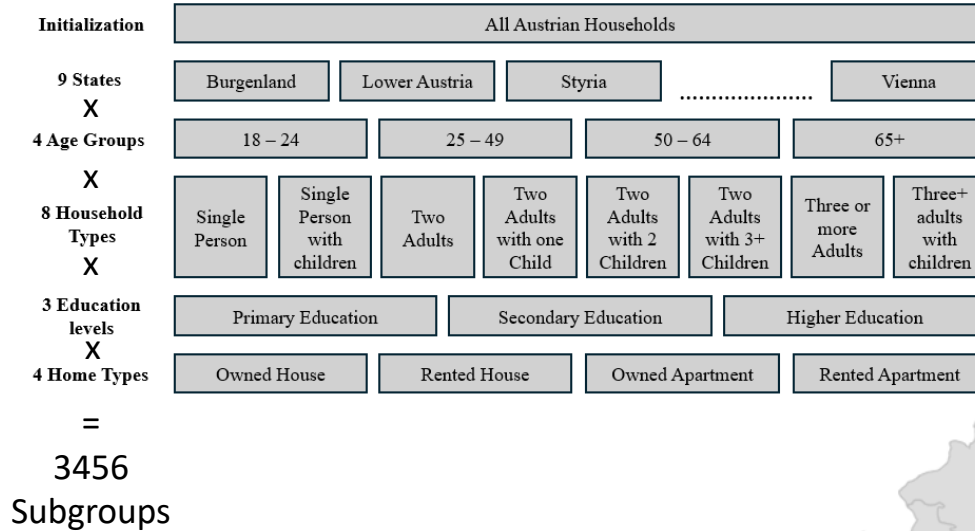 Initialization
All Austrian Households
9 States
Burgenland
Lower Austria
Styria
.....................
Vienna
X
4 Age Groups
18 – 24
25 – 49
50 – 64
65+
X
8 Household
Types
Single
Person
Single
Person
with
children
Two
Adults
Two
Adults
with one
Child
Two
Adults
with 2
Children
Two
Adults
with 3+
Children
Three or
more
Adults
Three+
adults
with
children
X
3 Education
levels
Primary Education
Secondary Education
Higher Education
X
4 Home Types
Owned House
Rented House
Owned Apartment
Rented Apartment
=
3456
Subgroups